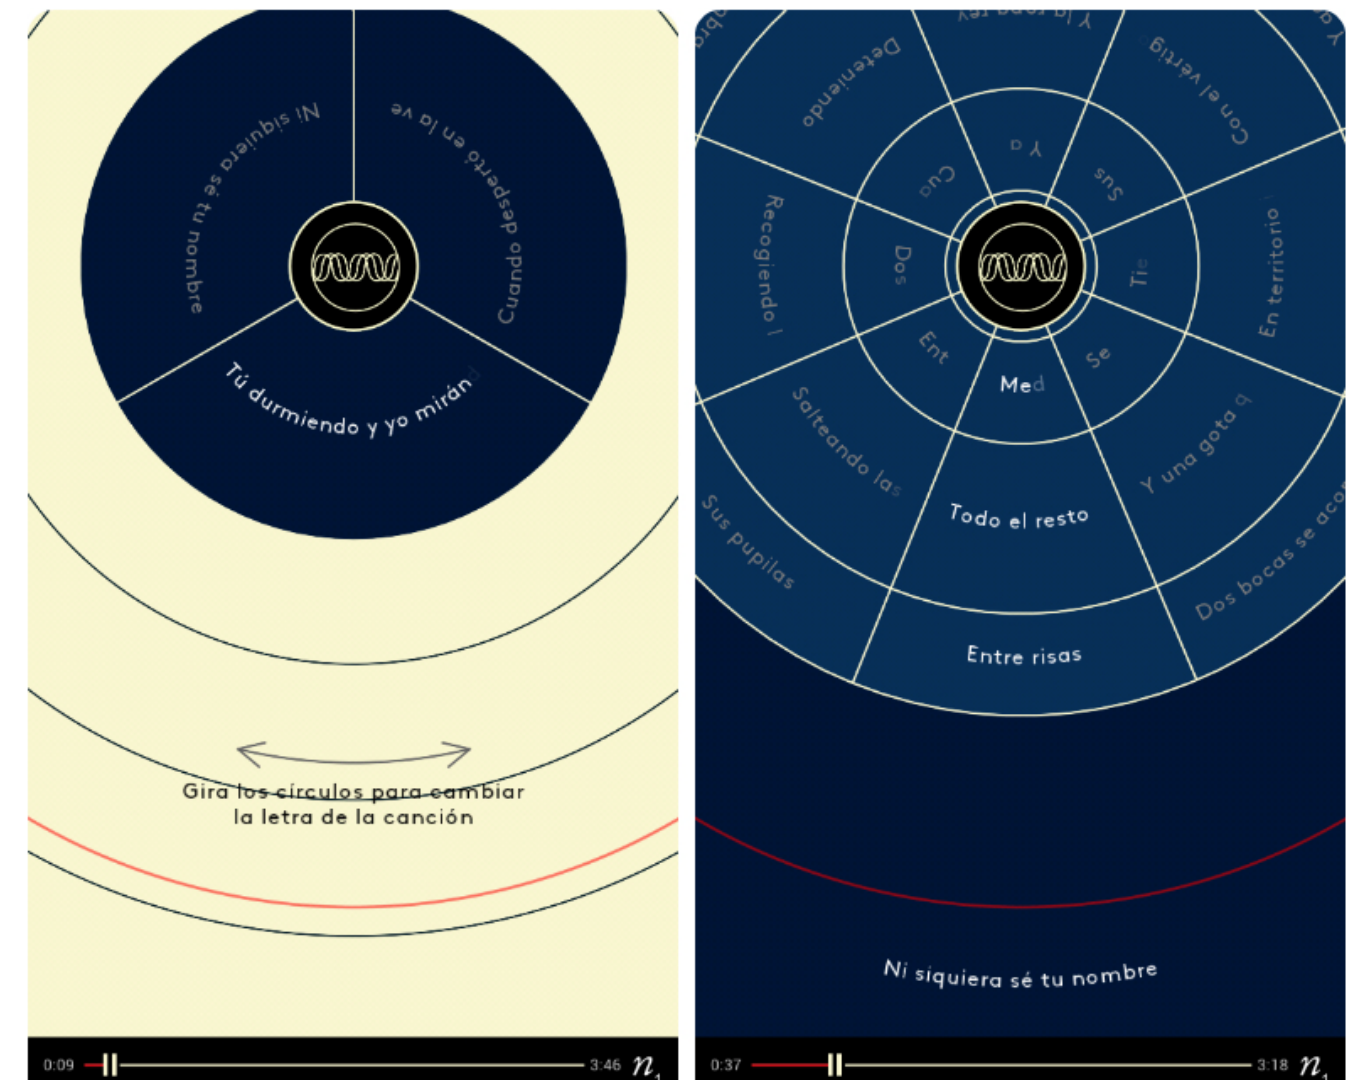 Ni siquiera sé tu nombre
Cuando despertó en la ve
Tú durmiendo y yo mirand
Gira los círculos para cambiar
la letra de la canción
0:09
3:46
n
Deteniendo
Con el vértig
Recogiendo l
En territorio
Cua
Ya
Sus
Dos
Tie
Ent
Med
Se
Salteando las
Todo el resto
Y una gota q
Sus pupilas
Entre risas
Dos bocas se acor
Ni siquiera sé tu nombre
0:37
3:18
n